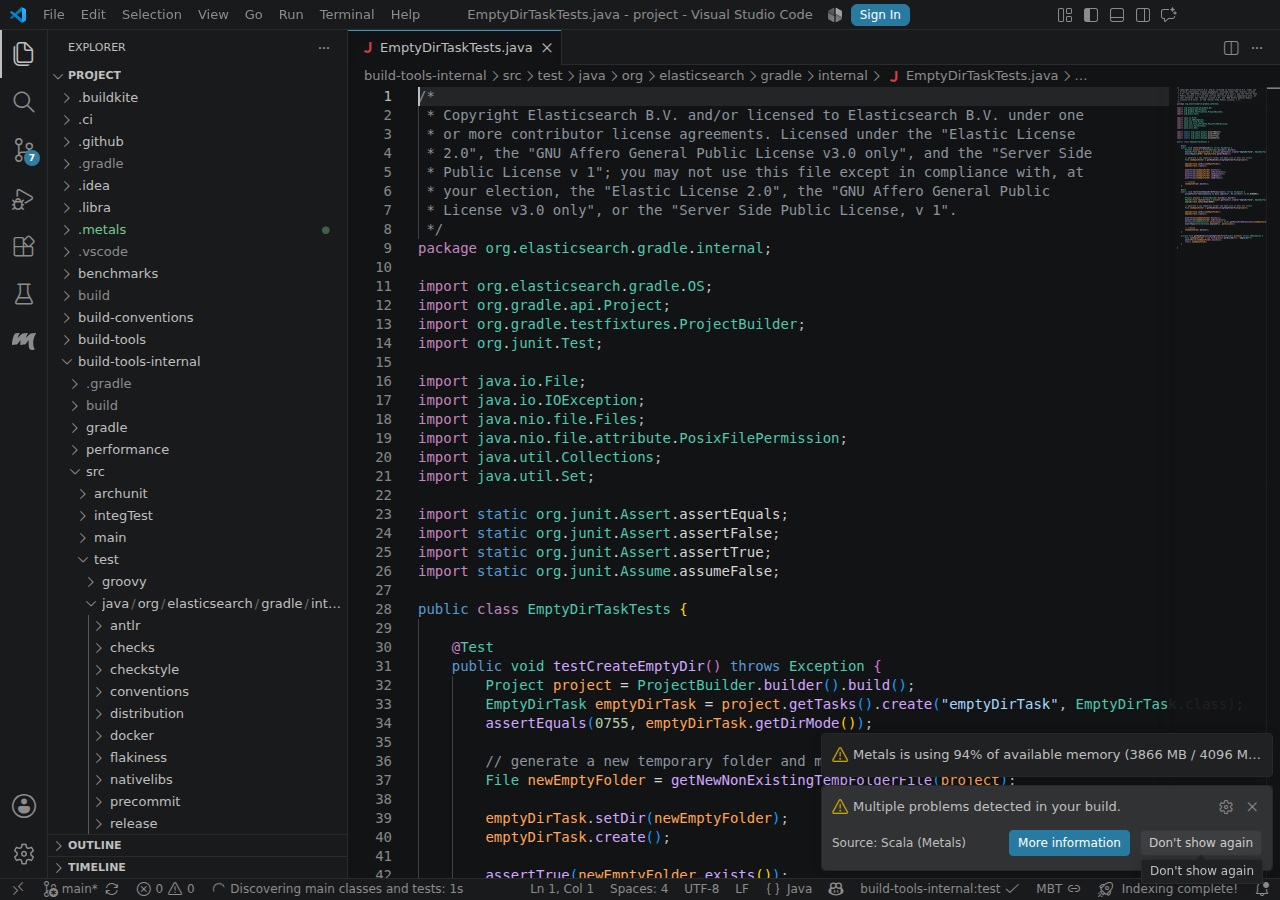 File Edit Selection View Go Run Terminal Help
EmptyDirTaskTests.java - project - Visual Studio Code
Sign In
EXPLORER
PROJECT
.buildkite
.ci
.github
.gradle
.idea
.libra
.metals
.vscode
benchmarks
build
build-conventions
build-tools
build-tools-internal
.gradle
build
gradle
performance
src
archunit
integTest
main
test
groovy
java/org/elasticsearch/gradle/int...
antlr
checks
checkstyle
conventions
distribution
docker
flakiness
nativelibs
precommit
release
OUTLINE
TIMELINE
7
EmptyDirTaskTests.java
build-tools-internal > src > test > java > org > elasticsearch > gradle > internal > EmptyDirTaskTests.java > ...
1 /*
2  * Copyright Elasticsearch B.V. and/or licensed to Elasticsearch B.V. under one
3  * or more contributor license agreements. Licensed under the "Elastic License
4  * 2.0", the "GNU Affero General Public License v3.0 only", and the "Server Side
5  * Public License v 1"; you may not use this file except in compliance with, at
6  * your election, the "Elastic License 2.0", the "GNU Affero General Public
7  * License v3.0 only", or the "Server Side Public License, v 1".
8  */
9 package org.elasticsearch.gradle.internal;
10
11 import org.elasticsearch.gradle.OS;
12 import org.gradle.api.Project;
13 import org.gradle.testfixtures.ProjectBuilder;
14 import org.junit.Test;
15
16 import java.io.File;
17 import java.io.IOException;
18 import java.nio.file.Files;
19 import java.nio.file.attribute.PosixFilePermission;
20 import java.util.Collections;
21 import java.util.Set;
22
23 import static org.junit.Assert.assertEquals;
24 import static org.junit.Assert.assertFalse;
25 import static org.junit.Assert.assertTrue;
26 import static org.junit.Assume.assumeFalse;
27
28 public class EmptyDirTaskTests {
29
30     @Test
31     public void testCreateEmptyDir() throws Exception {
32         Project project = ProjectBuilder.builder().build();
33         EmptyDirTask emptyDirTask = project.getTasks().create("emptyDirTask", EmptyDirTask.class);
34         assertEquals(0755, emptyDirTask.getDirMode());
35
36         // generate a new temporary folder and m
37         File newEmptyFolder = getNewNonExistingTempFolderFile(project);
38
39         emptyDirTask.setDir(newEmptyFolder);
40         emptyDirTask.create();
41
42         assertTrue(newEmptyFolder.exists());
Metals is using 94% of available memory (3866 MB / 4096 M...
Multiple problems detected in your build.
Source: Scala (Metals)
More information
Don't show again
Don't show again
main*
0
0
Discovering main classes and tests: 1s
Ln 1, Col 1
Spaces: 4
UTF-8
LF
{ } Java
build-tools-internal:test
MBT
Indexing complete!